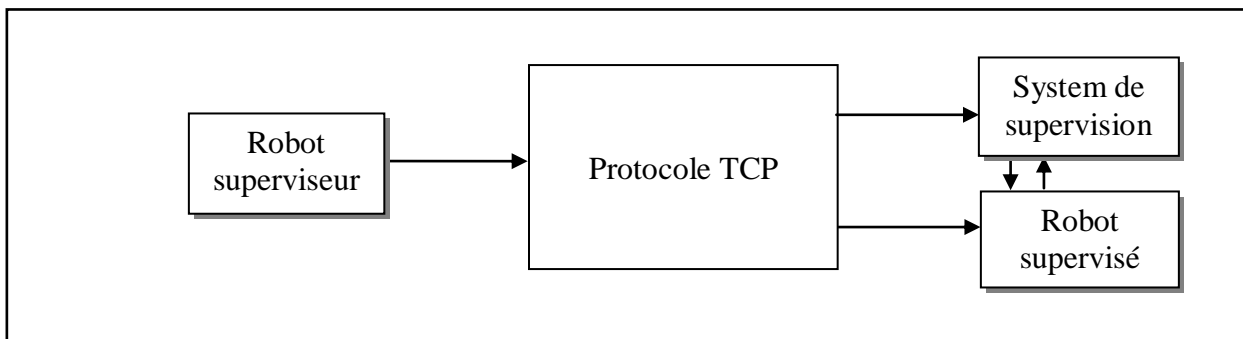 Robot
superviseur
Protocole TCP
System de
supervision
Robot
supervisé